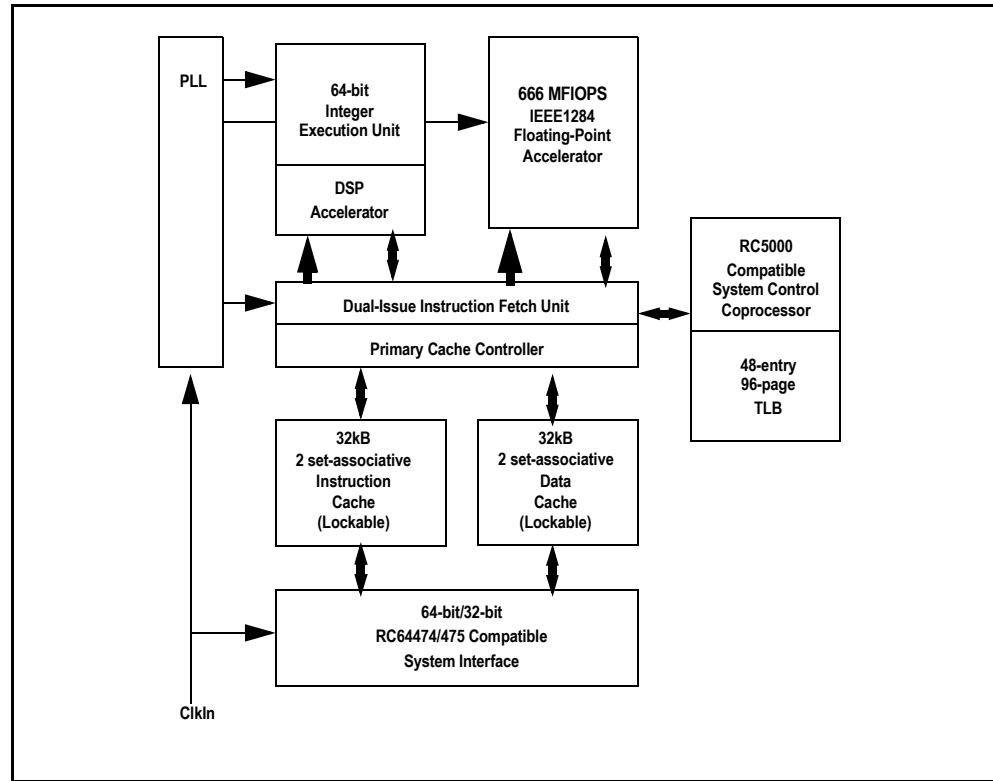 PLL
64-bit
Integer
Execution Unit
DSP
Accelerator
666 MFlOPS
IEEE1284
Floating-Point
Accelerator
RC5000
Compatible
System Control
Coprocessor
48-entry
96-page
TLB
Dual-Issue Instruction Fetch Unit
Primary Cache Controller
32kB
2 set-associative
Instruction
Cache
(Lockable)
32kB
2 set-associative
Data
Cache
(Lockable)
64-bit/32-bit
RC64474/475 Compatible
System Interface
ClkIn